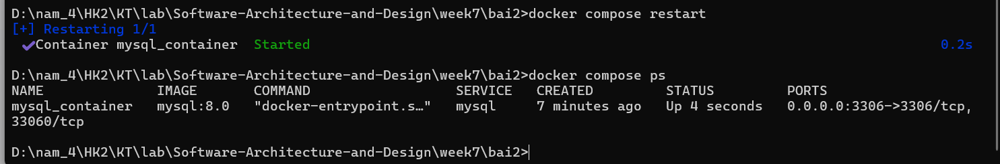 D:\nam_4\HK2\KT\lab\Software-Architecture-and-Design\week7\bai2>docker compose restart
[+] Restarting 1/1
✔Container mysql_container  Started  0.2s
D:\nam_4\HK2\KT\lab\Software-Architecture-and-Design\week7\bai2>docker compose ps
NAME  IMAGE  COMMAND  SERVICE  CREATED  STATUS  PORTS
mysql_container  mysql:8.0  "docker-entrypoint.s…"  mysql  7 minutes ago  Up 4 seconds  0.0.0.0:3306->3306/tcp,
33060/tcp
D:\nam_4\HK2\KT\lab\Software-Architecture-and-Design\week7\bai2>